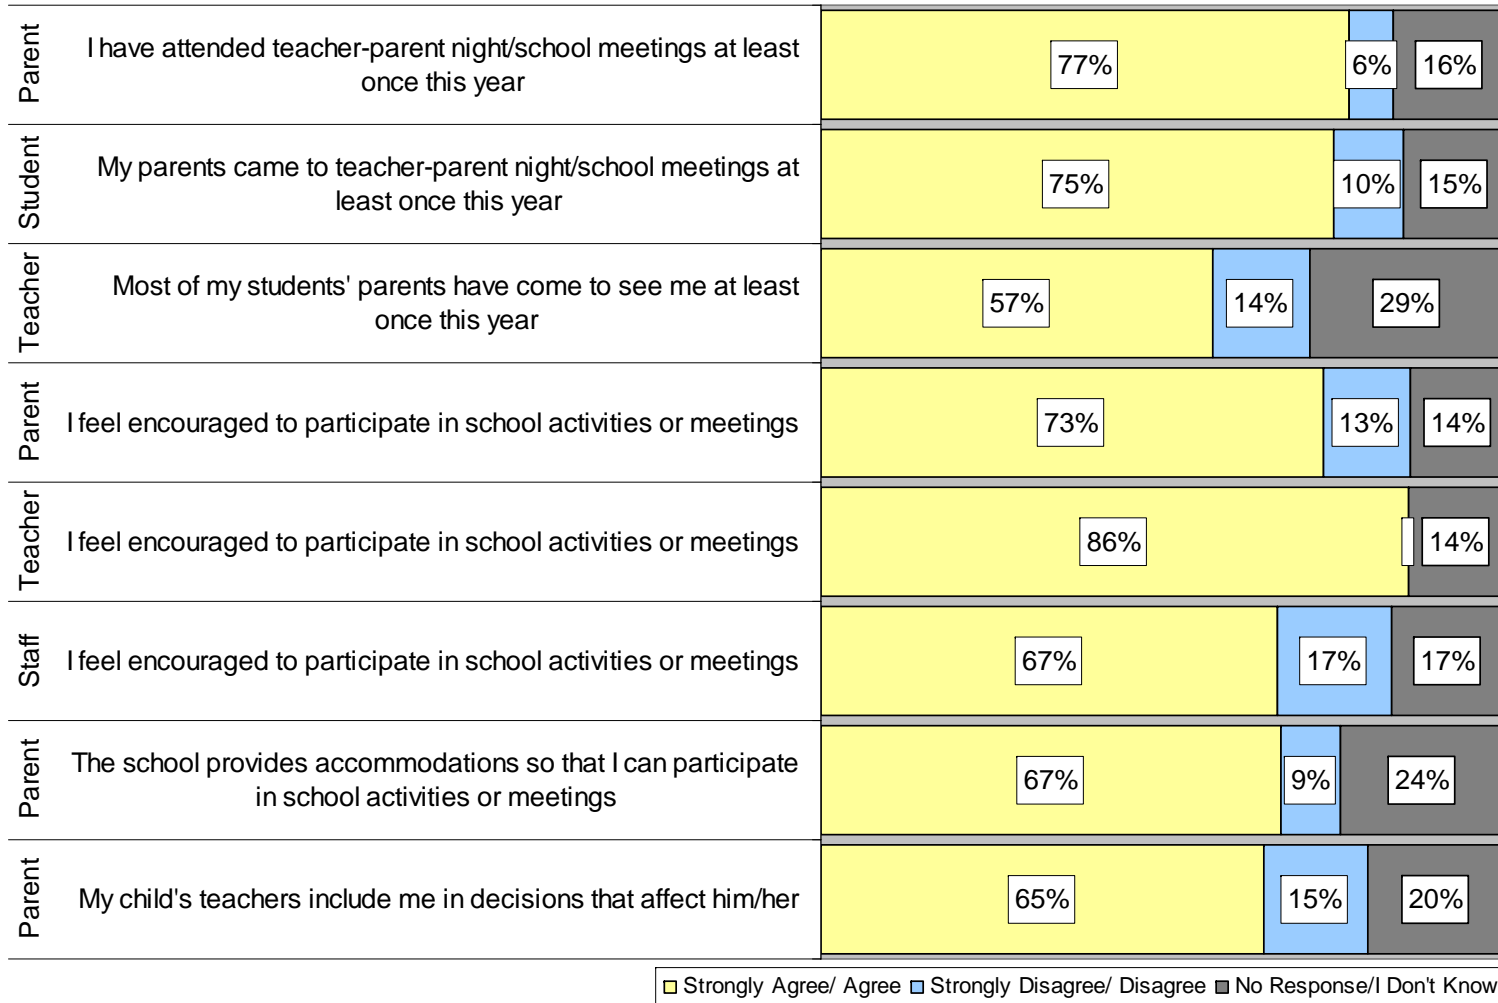 Parent
I have attended teacher-parent night/school meetings at least
once this year
77%
6%
16%
Student
My parents came to teacher-parent night/school meetings at
least once this year
75%
10%
15%
Teacher
Most of my students' parents have come to see me at least
once this year
57%
14%
29%
Parent
I feel encouraged to participate in school activities or meetings
73%
13%
14%
Teacher
I feel encouraged to participate in school activities or meetings
86%
14%
Staff
I feel encouraged to participate in school activities or meetings
67%
17%
17%
Parent
The school provides accommodations so that I can participate
in school activities or meetings
67%
9%
24%
Parent
My child's teachers include me in decisions that affect him/her
65%
15%
20%
Strongly Agree/ Agree
Strongly Disagree/ Disagree
No Response/I Don't Know